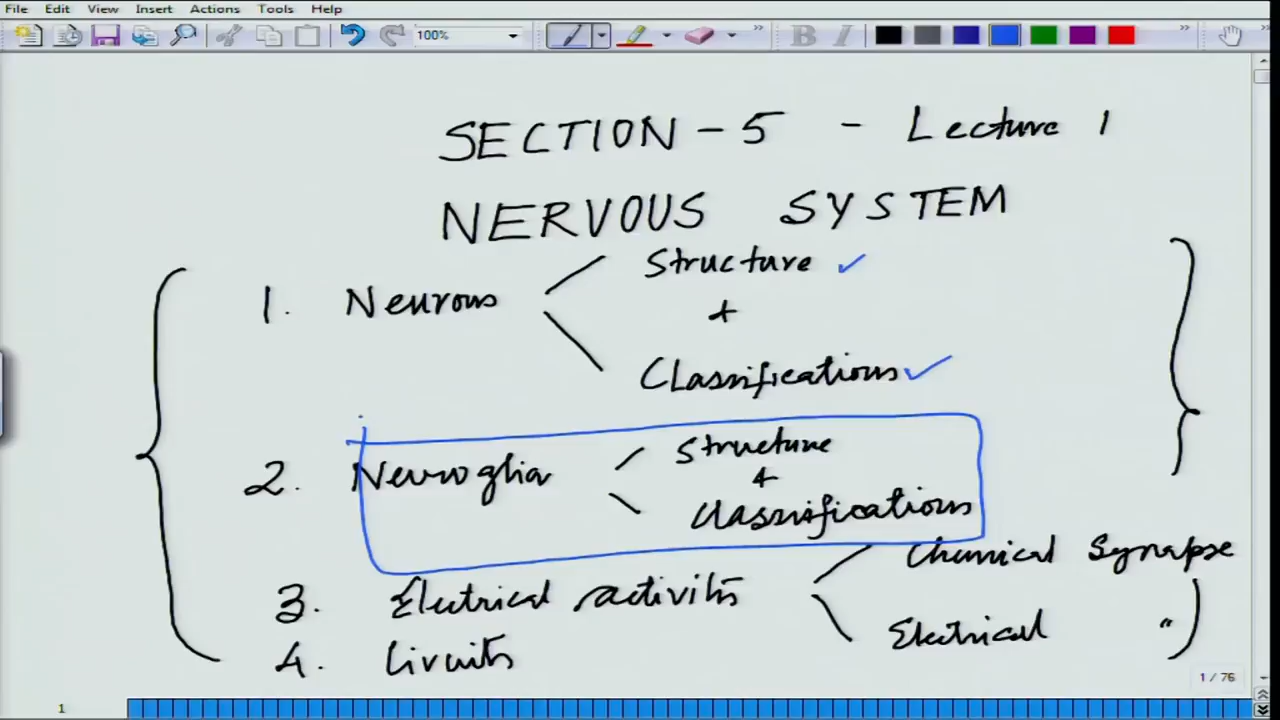 File Edit View Insert Actions Tools Help
100%
B I
SECTION-5 - Lecture 1
NERVOUS SYSTEM
1. Neurons Structure
+
Classifications
2. Neuroglia Structure
+
Classifications
3. Electrical activity Chemical Synapse
Electrical "
4. Circuits
1 / 76
1